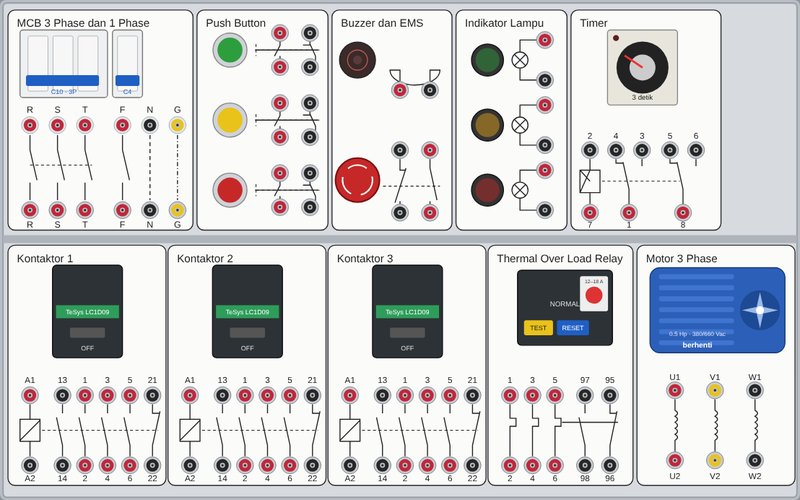 MCB 3 Phase dan 1 Phase
C10 - 3P
C4
R S T F N G
R S T F N G
Push Button
Buzzer dan EMS
Indikator Lampu
Timer
3 detik
2 4 3 5 6
7 1 8
Kontaktor 1
TeSys LC1D09
OFF
A1 13 1 3 5 21
A2 14 2 4 6 22
Kontaktor 2
TeSys LC1D09
OFF
A1 13 1 3 5 21
A2 14 2 4 6 22
Kontaktor 3
TeSys LC1D09
OFF
A1 13 1 3 5 21
A2 14 2 4 6 22
Thermal Over Load Relay
12–18 A
NORMAL
TEST RESET
1 3 5 97 95
2 4 6 98 96
Motor 3 Phase
0.5 Hp - 380/660 Vac
berhenti
U1 V1 W1
U2 V2 W2